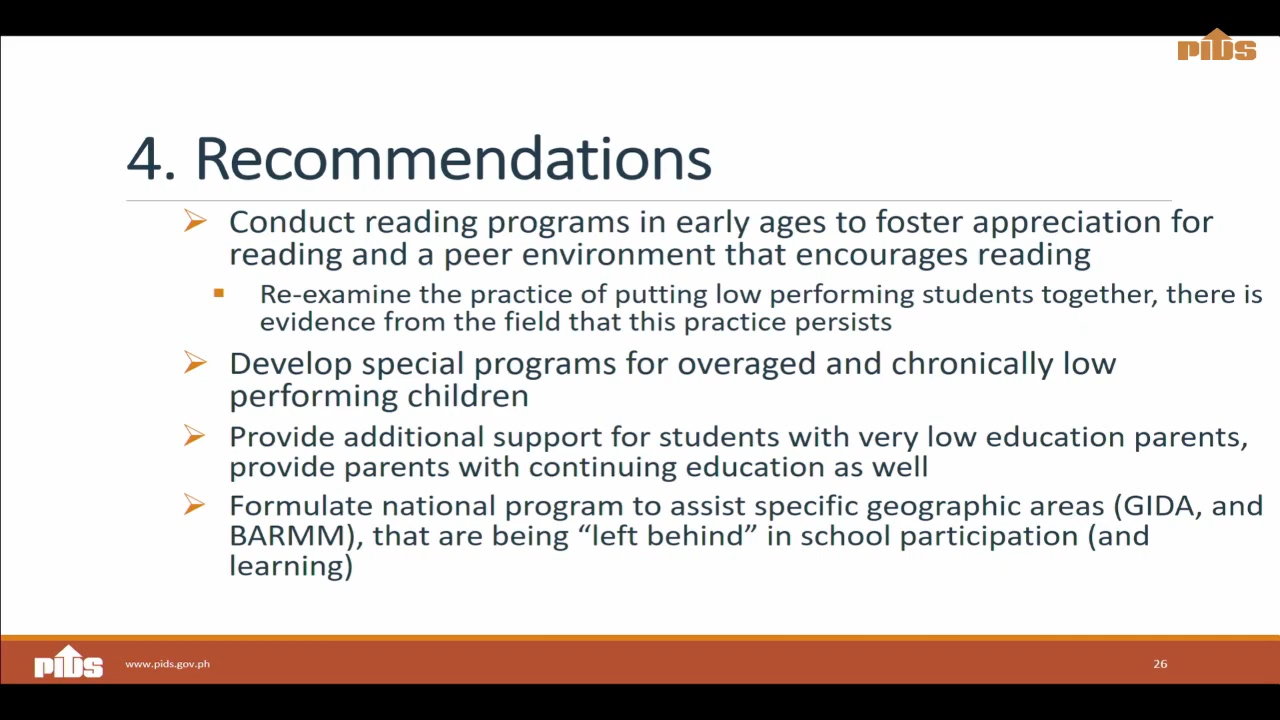 PIDS
4. Recommendations
Conduct reading programs in early ages to foster appreciation for
reading and a peer environment that encourages reading
Re-examine the practice of putting low performing students together, there is
evidence from the field that this practice persists
Develop special programs for overaged and chronically low
performing children
Provide additional support for students with very low education parents,
provide parents with continuing education as well
Formulate national program to assist specific geographic areas (GIDA, and
BARMM), that are being “left behind” in school participation (and
learning)
PIDS
www.pids.gov.ph
26